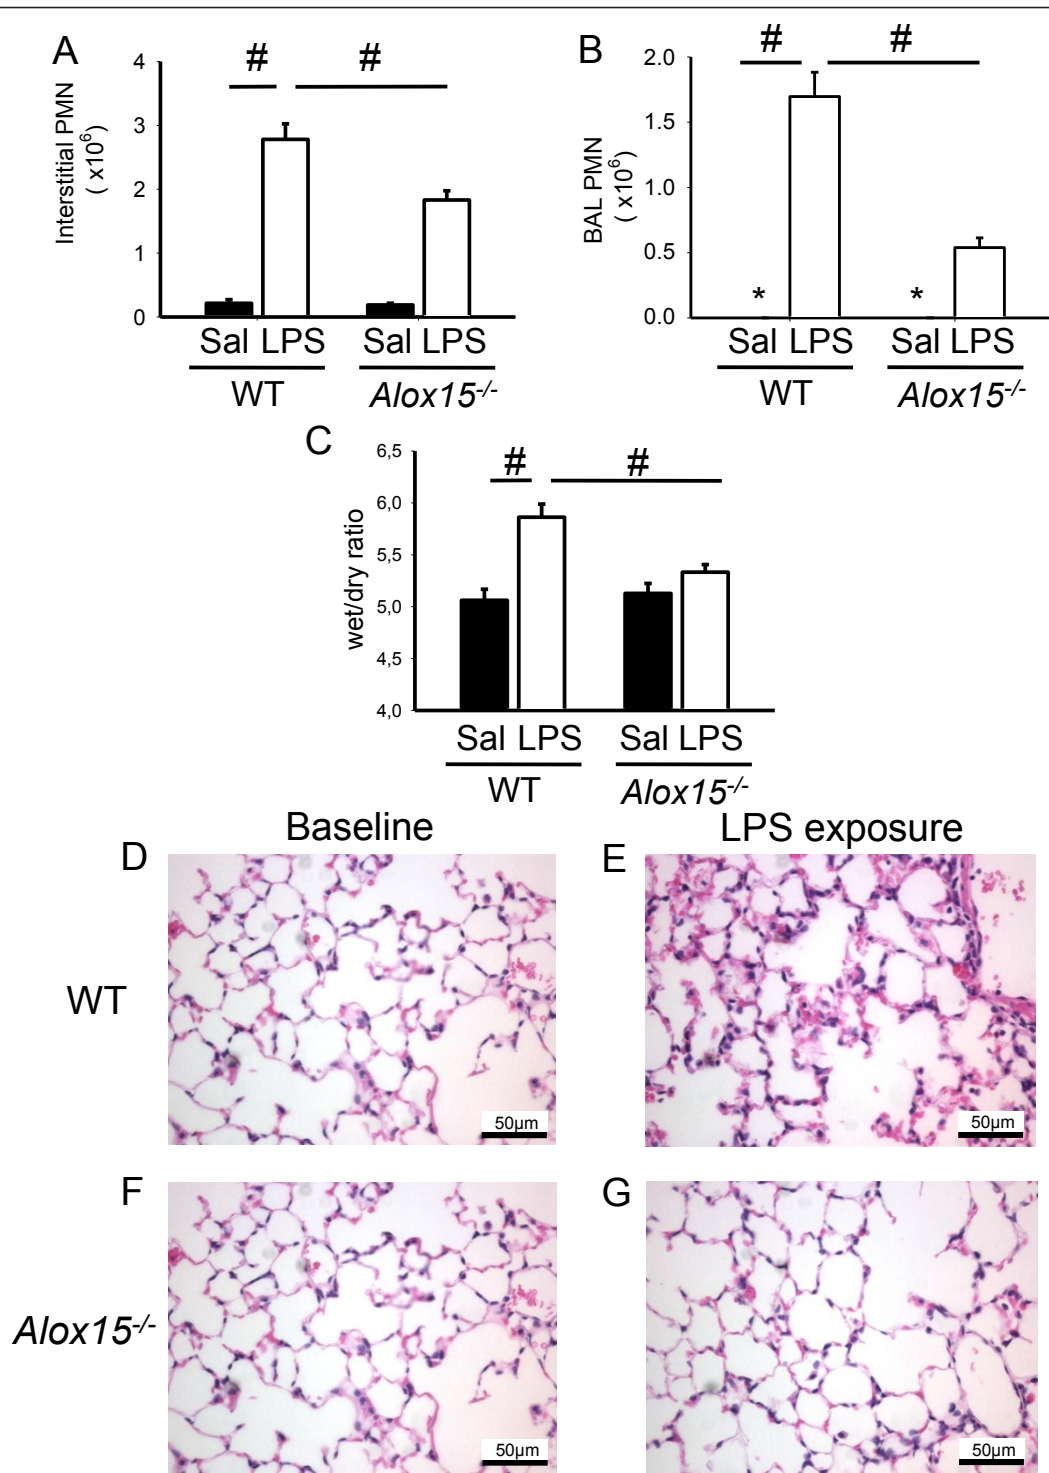 A
Interstitial PMN
( x10⁶)
4
3
2
1
0
# #
Sal LPS Sal LPS
WT Alox15-/-
B
BAL PMN
( x10⁶)
2.0
1.5
1.0
0.5
0.0
# #
* *
Sal LPS Sal LPS
WT Alox15-/-
C
wet/dry ratio
6,5
6,0
5,5
5,0
4,5
4,0
# #
Sal LPS Sal LPS
WT Alox15-/-
Baseline LPS exposure
D E
WT
50µm 50µm
F G
Alox15-/-
50µm 50µm